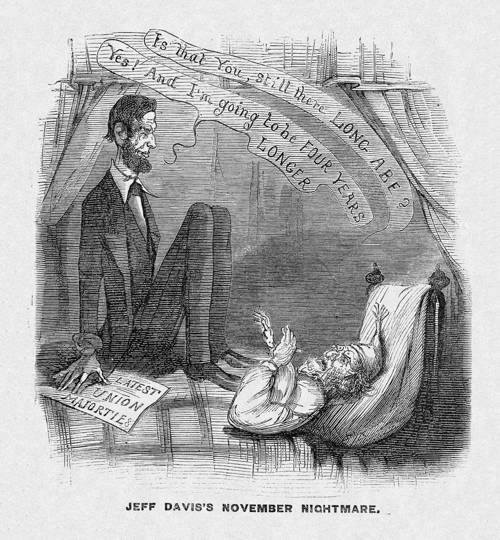 Is that You, still there LONG ABE?
Yes! And I'm going to be FOUR YEARS
LONGER
LATEST
UNION
MAJORTIES
JEFF DAVIS'S NOVEMBER NIGHTMARE.